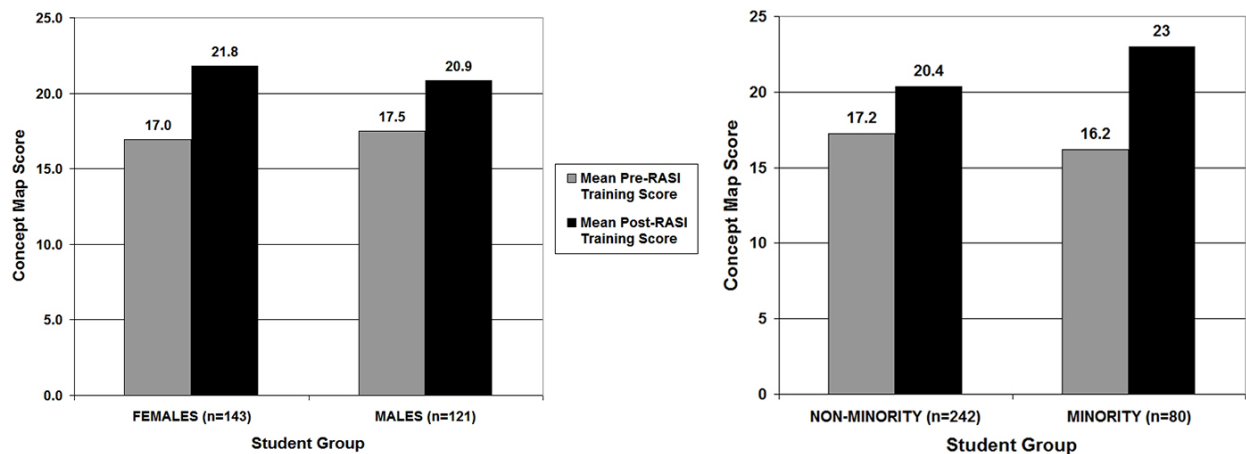 25.0
20.0
15.0
10.0
5.0
0.0
Concept Map Score
21.8
20.9
17.0
17.5
FEMALES (n=143)
MALES (n=121)
Student Group
Mean Pre-RASI
Training Score
Mean Post-RASI
Training Score
25
20
15
10
5
0
Concept Map Score
23
20.4
17.2
16.2
NON-MINORITY (n=242)
MINORITY (n=80)
Student Group